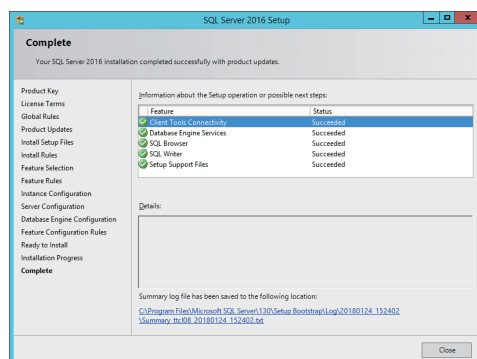 SQL Server 2016 Setup
Complete
Your SQL Server 2016 installation completed successfully with product updates.
Product Key
License Terms
Global Rules
Product Updates
Install Setup Files
Install Rules
Feature Selection
Feature Rules
Instance Configuration
Server Configuration
Database Engine Configuration
Feature Configuration Rules
Ready to Install
Installation Progress
Complete
Information about the Setup operation or possible next steps:
Feature Status
Client Tools Connectivity Succeeded
Database Engine Services Succeeded
SQL Browser Succeeded
SQL Writer Succeeded
Setup Support Files Succeeded
Details:
Summary log file has been saved to the following location:
C:\Program Files\Microsoft SQL Server\130\Setup Bootstrap\Log\20180124_152402
\Summary_ttcl08_20180124_152402.txt
Close